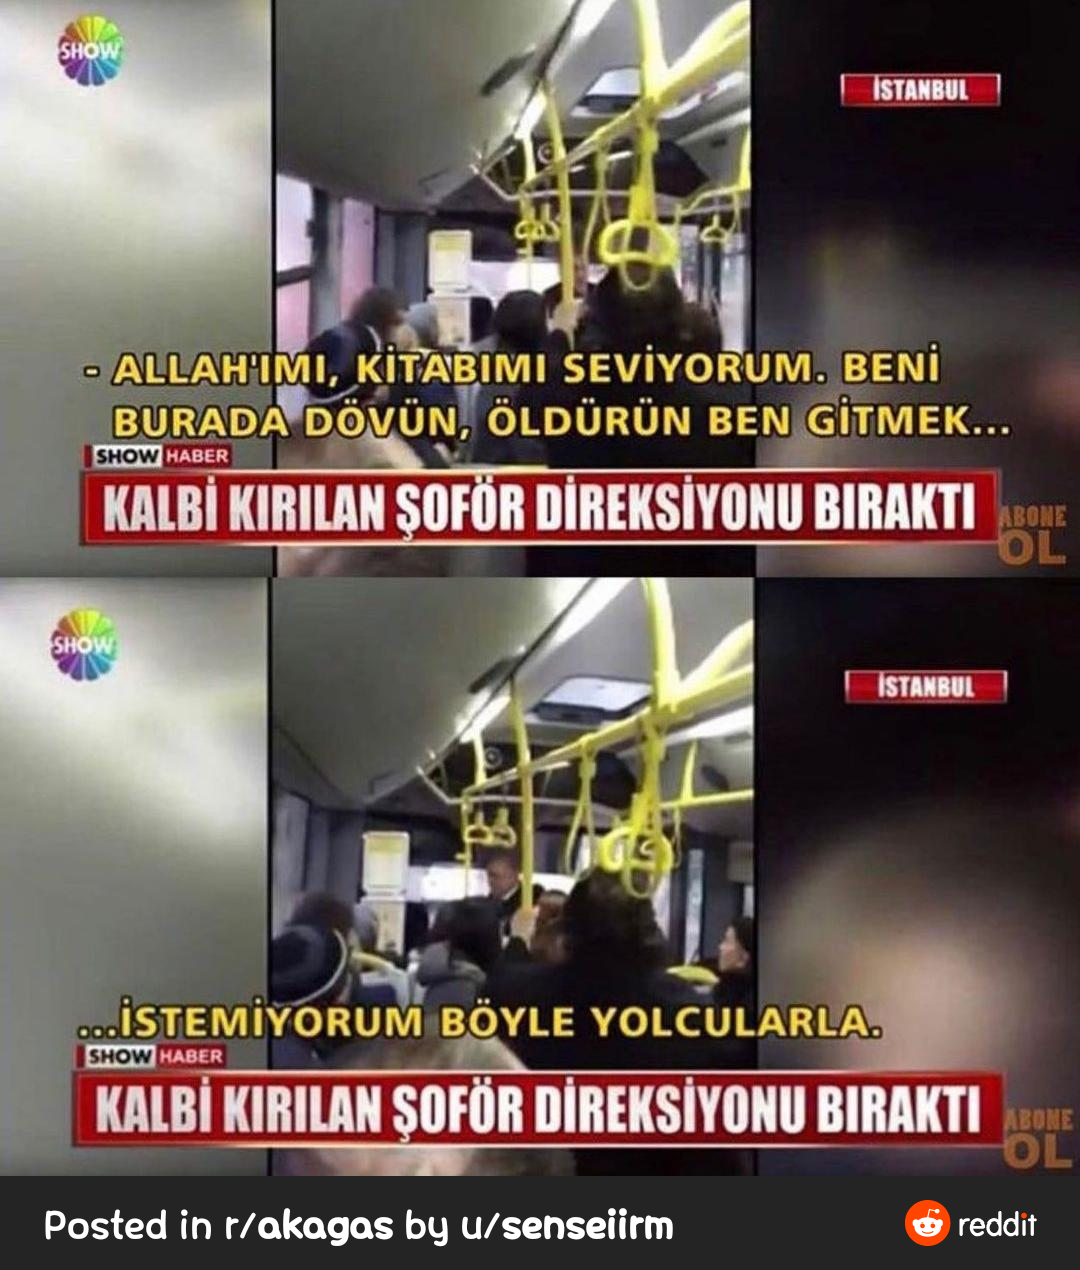 SHOW
İSTANBUL
- ALLAH'IMI, KİTABIMI SEVİYORUM. BENİ
BURADA DÖVÜN, ÖLDÜRÜN BEN GİTMEK...
SHOW HABER
KALBİ KIRILAN ŞOFÖR DİREKSİYONU BIRAKTI
ABONE
OL
SHOW
İSTANBUL
...İSTEMİYORUM BÖYLE YOLCULARLA.
SHOW HABER
KALBİ KIRILAN ŞOFÖR DİREKSİYONU BIRAKTI
ABONE
OL
Posted in r/akagas by u/senseiirm
reddit